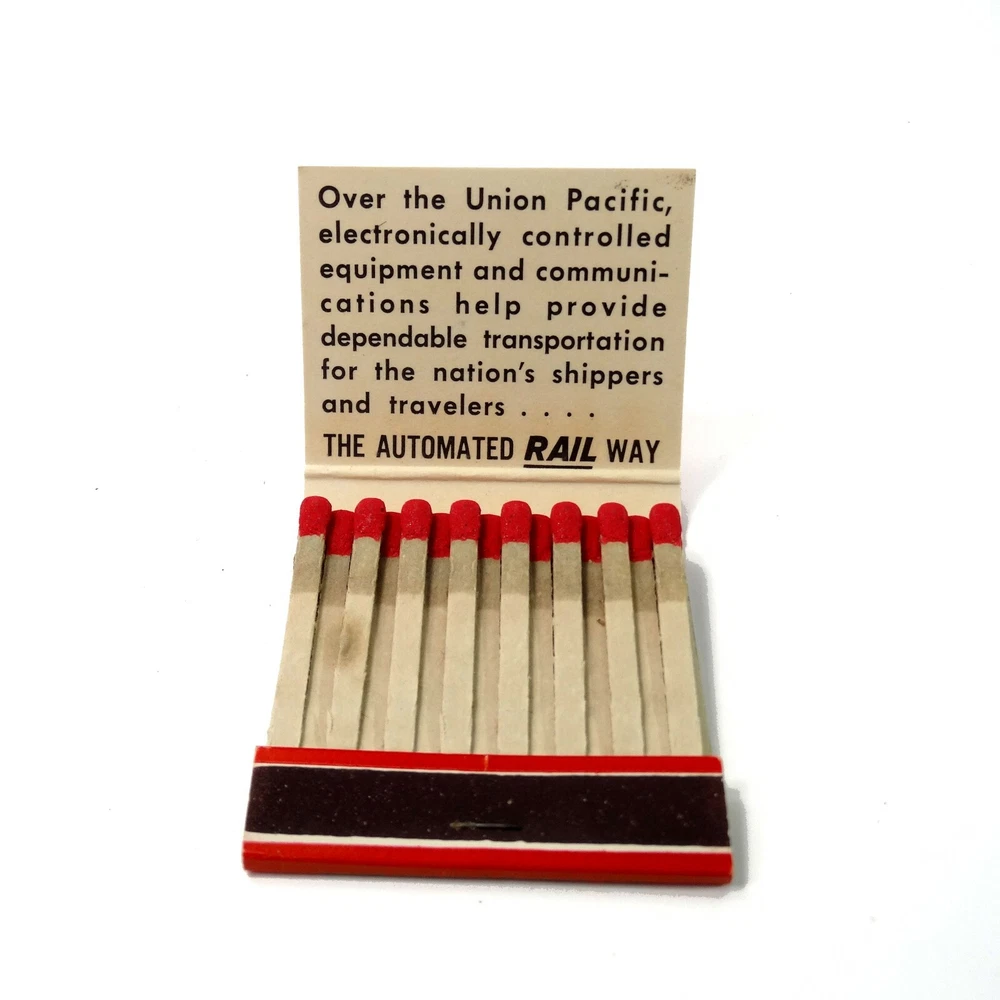 Over the Union Pacific,
electronically controlled
equipment and communi-
cations help provide
dependable transportation
for the nation's shippers
and travelers . . . .
THE AUTOMATED RAIL WAY